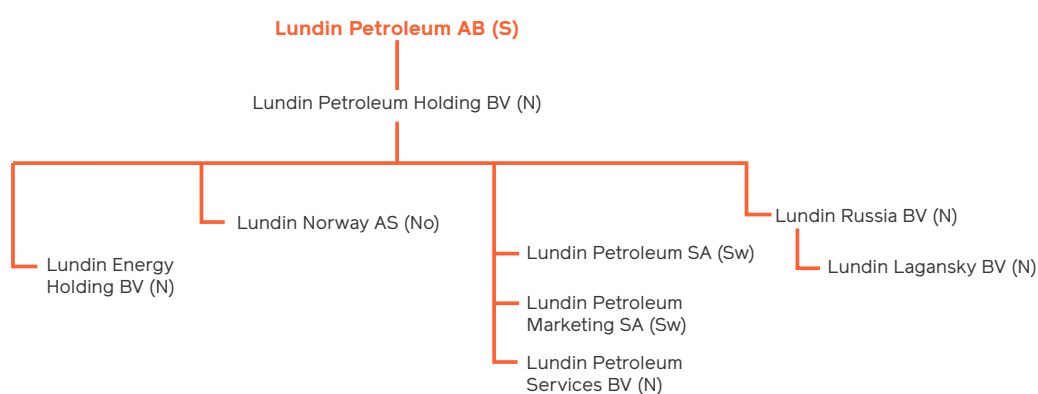 Lundin Petroleum AB (S)
Lundin Petroleum Holding BV (N)
Lundin Energy
Holding BV (N)
Lundin Norway AS (No)
Lundin Petroleum SA (Sw)
Lundin Petroleum
Marketing SA (Sw)
Lundin Petroleum
Services BV (N)
Lundin Russia BV (N)
Lundin Lagansky BV (N)